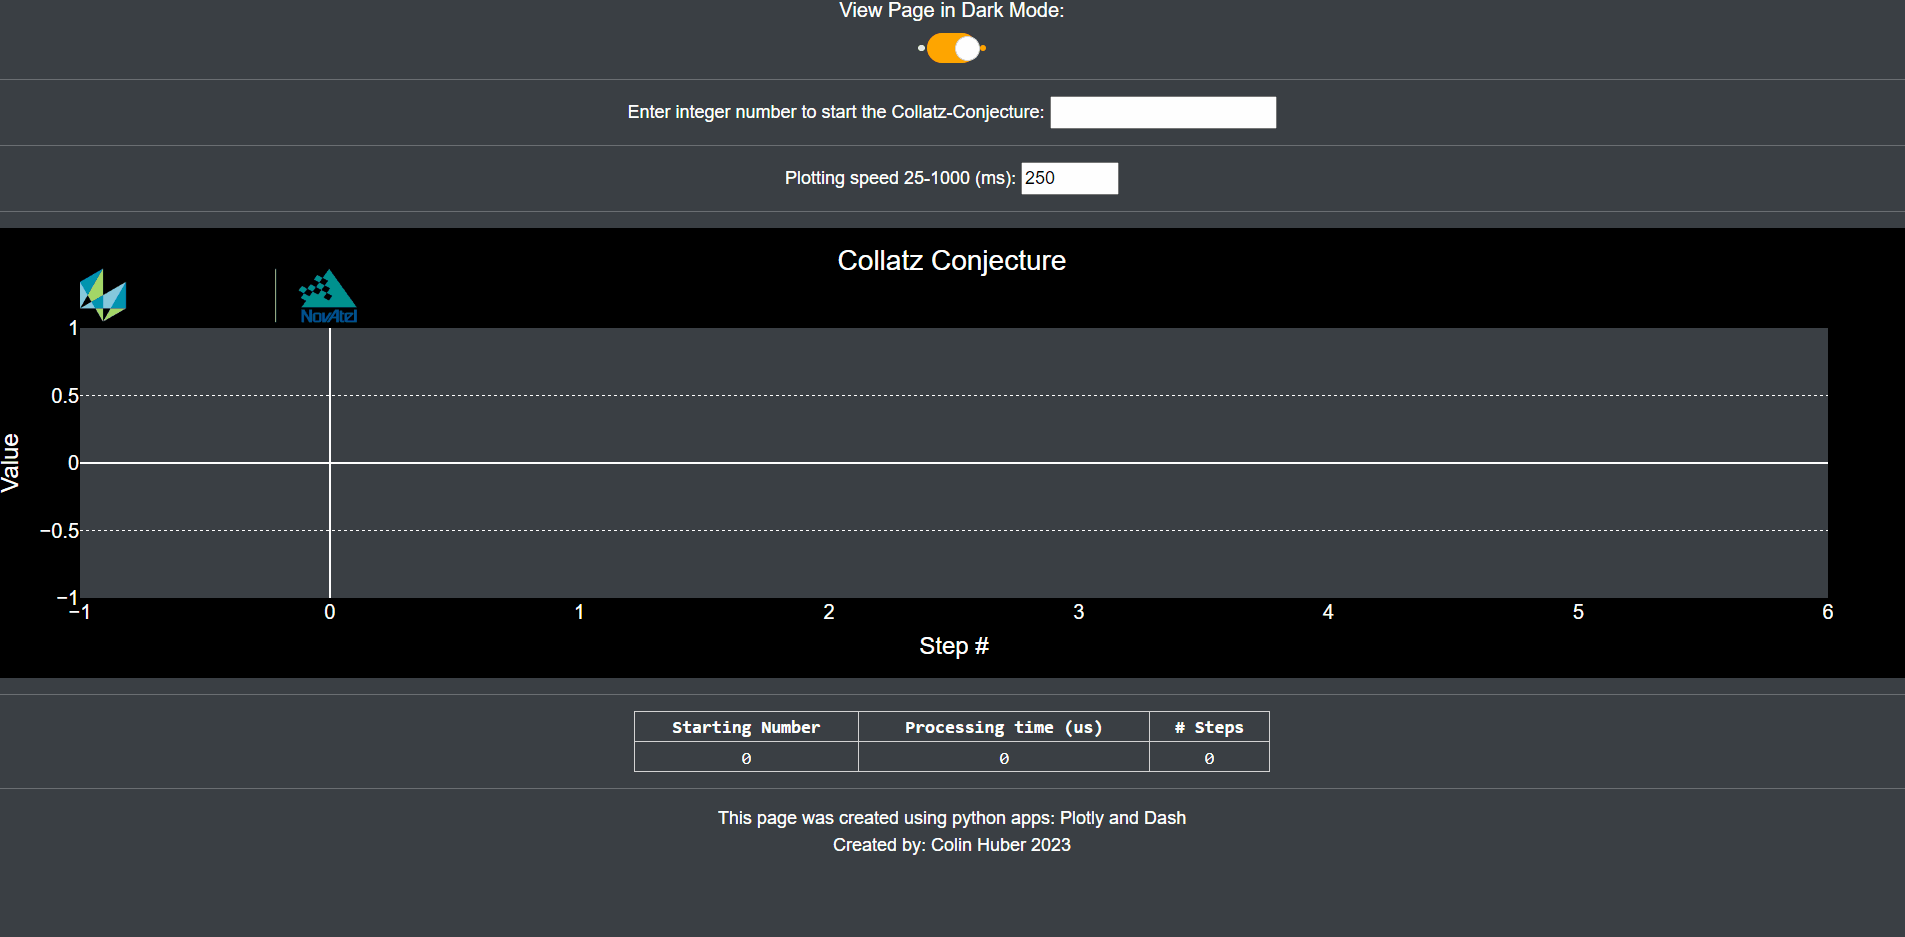 View Page in Dark Mode:
Enter integer number to start the Collatz-Conjecture:
Plotting speed 25-1000 (ms): 250
Collatz Conjecture
NovAtel
1
0.5
0
−0.5
−1
Value
−1 0 1 2 3 4 5 6
Step #
Starting Number Processing time (us) # Steps
0 0 0
This page was created using python apps: Plotly and Dash
Created by: Colin Huber 2023